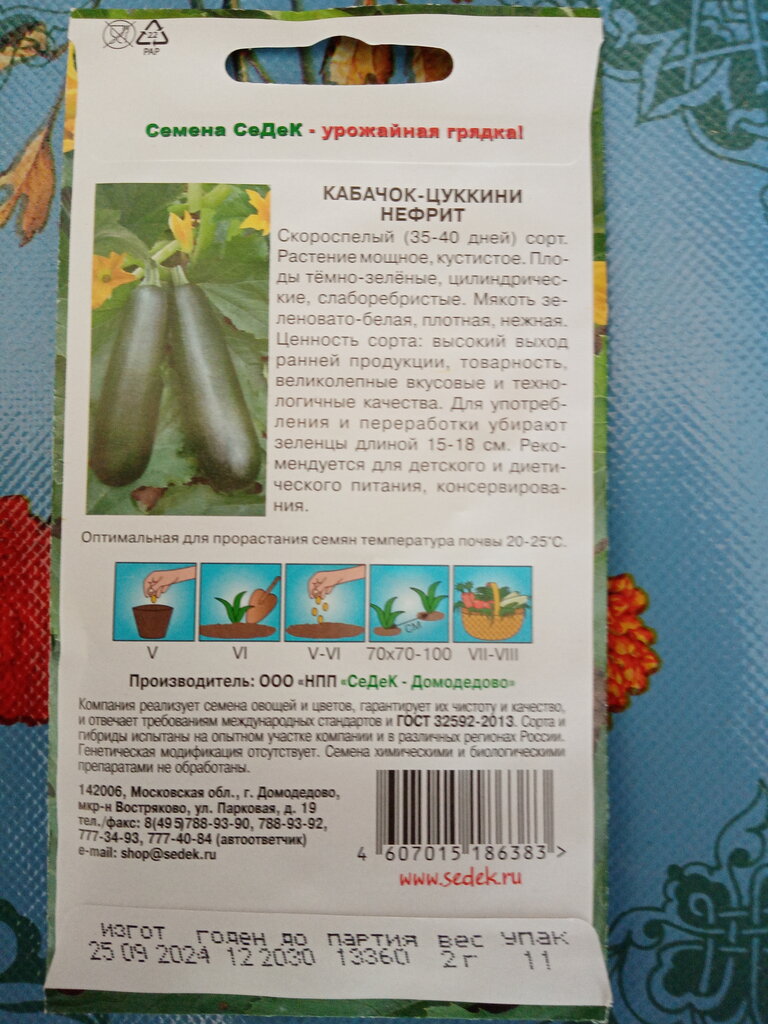 22
PAP
Семена СеДеК - урожайная грядка!
КАБАЧОК-ЦУККИНИ
НЕФРИТ
Скороспелый (35-40 дней) сорт.
Растение мощное, кустистое. Пло-
ды тёмно-зелёные, цилиндричес-
кие, слаборебристые. Мякоть зе-
леновато-белая, плотная, нежная.
Ценность сорта: высокий выход
ранней продукции, товарность,
великолепные вкусовые и техно-
логичные качества. Для употреб-
ления и переработки убирают
зеленцы длиной 15-18 см. Реко-
мендуется для детского и диети-
ческого питания, консервирова-
ния.
Оптимальная для прорастания семян температура почвы 20-25°С.
СМ
V VI V-VI 70x70-100 VII-VIII
Производитель: ООО «НПП «СеДеК - Домодедово»
Компания реализует семена овощей и цветов, гарантирует их чистоту и качество,
и отвечает требованиям международных стандартов и ГОСТ 32592-2013. Сорта и
гибриды испытаны на опытном участке компании и в различных регионах России.
Генетическая модификация отсутствует. Семена химическими и биологическими
препаратами не обработаны.
142006, Московская обл., г. Домодедово,
мкр-н Востряково, ул. Парковая, д. 19
тел./факс: 8(495)788-93-90, 788-93-92,
777-34-93, 777-40-84 (автоответчик)
e-mail: shop@sedek.ru
4 607015 186383 >
www.sedek.ru
ИЗГОТ ГОДЕН ДО ПАРТИЯ ВЕС УПАК
25 09 2024 12 2030 13360 2 г 11